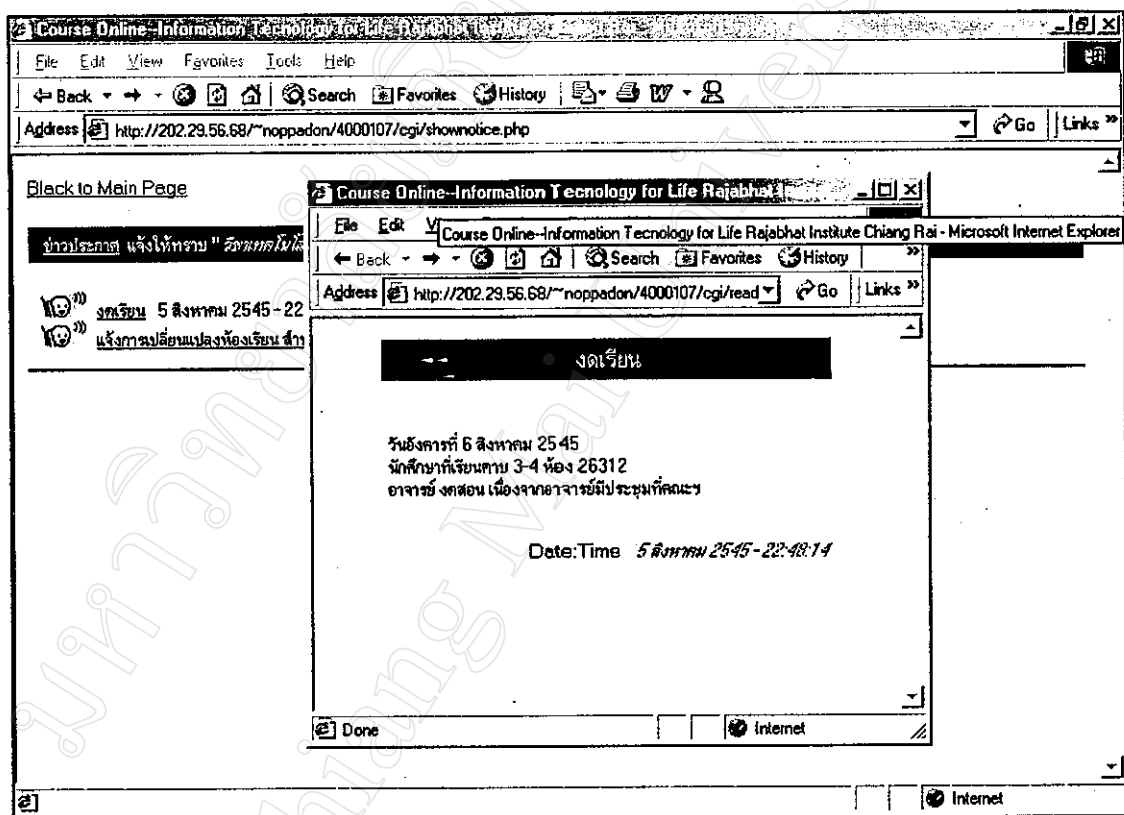 Course Online--Information Tecnology for Life Rajabhat
File Edit View Favorites Tools Help
Back Search Favorites History
Address http://202.29.56.68/~noppadon/4000107/cgi/shownotice.php Go Links »
Black to Main Page
ข่าวประกาศ แจ้งให้ทราบ "
งดเรียน 5 สิงหาคม 2545 - 22
แจ้งการเปลี่ยนแปลงห้องเรียน
Course Online--Information Tecnology for Life Rajabhat
File Edit
Course Online--Information Tecnology for Life Rajabhat Institute Chiang Rai - Microsoft Internet Explorer
Back Search Favorites History »
Address http://202.29.56.68/~noppadon/4000107/cgi/read Go Links »
งดเรียน
วันอังคารที่ 6 สิงหาคม 2545
นักศึกษาที่เรียนคาบ 3-4 ห้อง 26312
อาจารย์ งดสอน เนื่องจากอาจารย์มีประชุมที่คณะฯ
Date:Time 5 สิงหาคม 2545 - 22:48:14
Done Internet
Internet